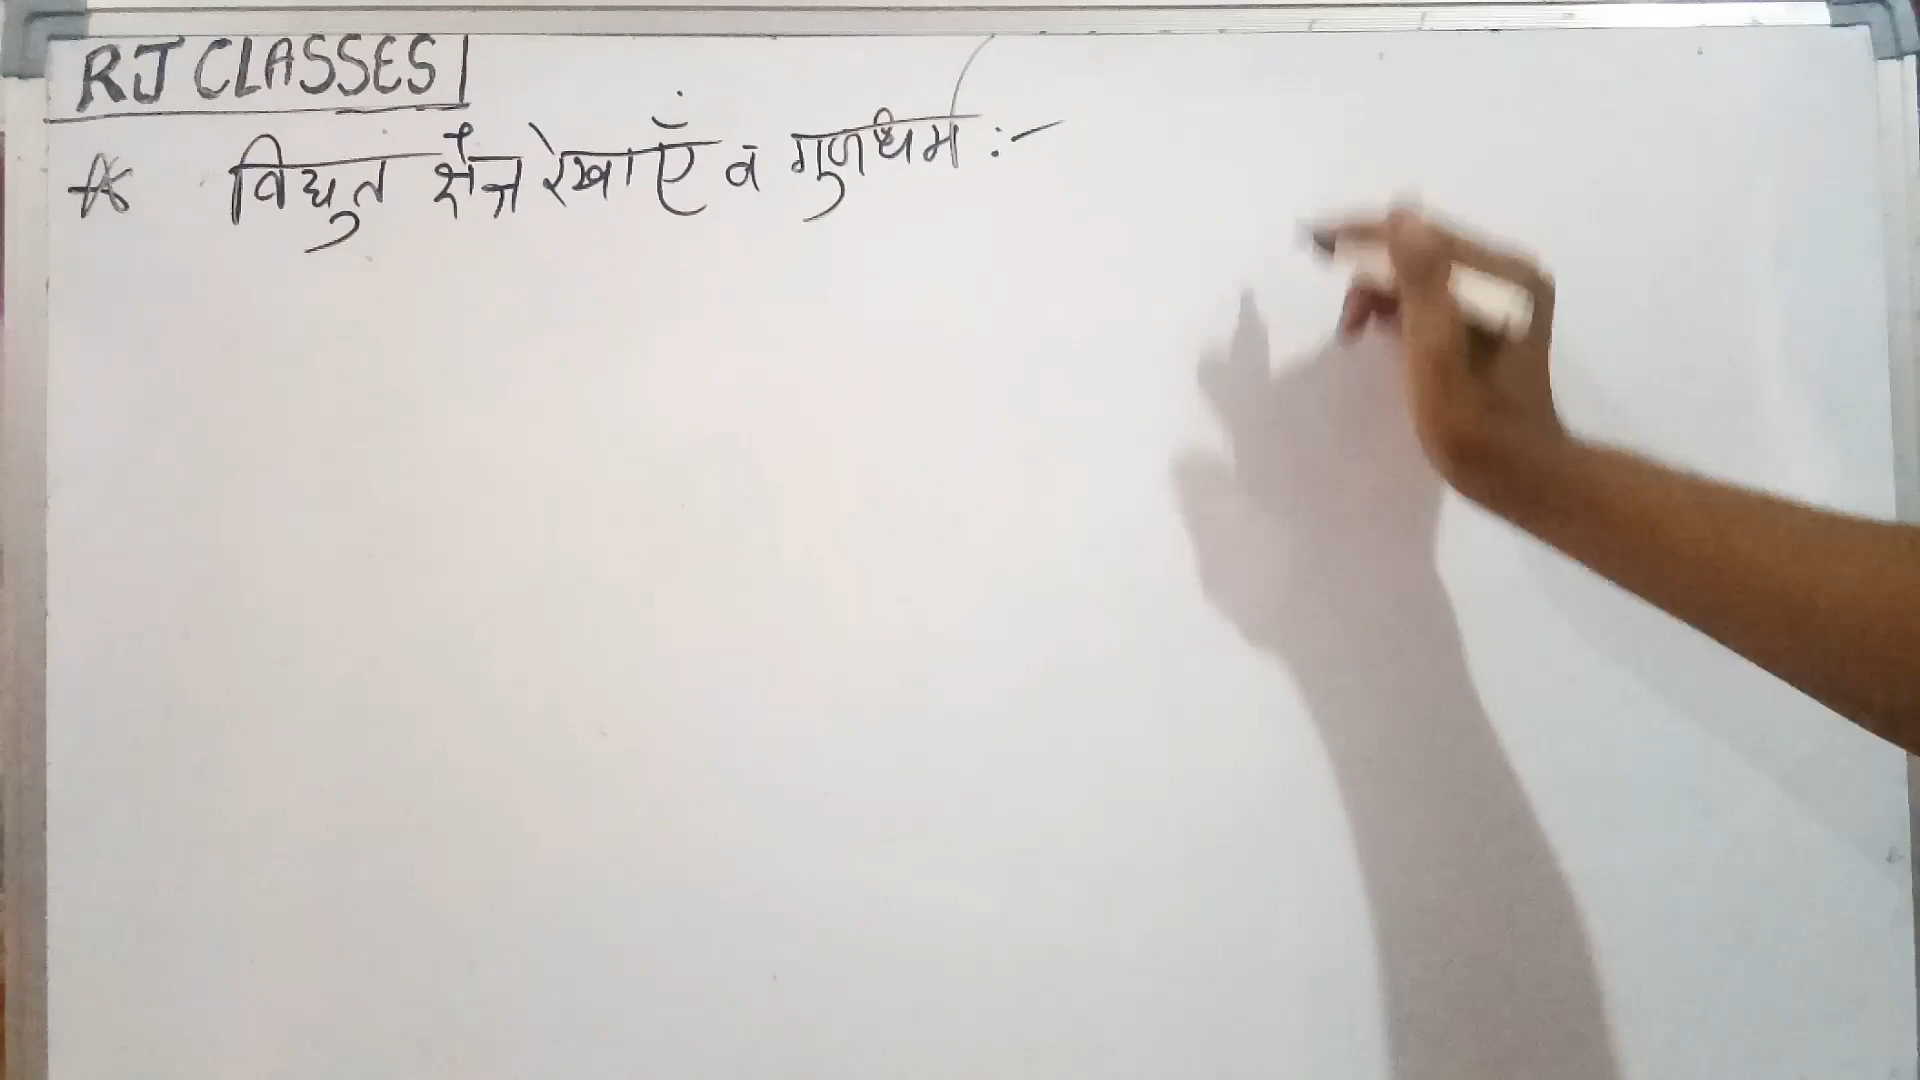 RJ CLASSES
विद्युत क्षेत्र रेखाएँ व गुणधर्म :-